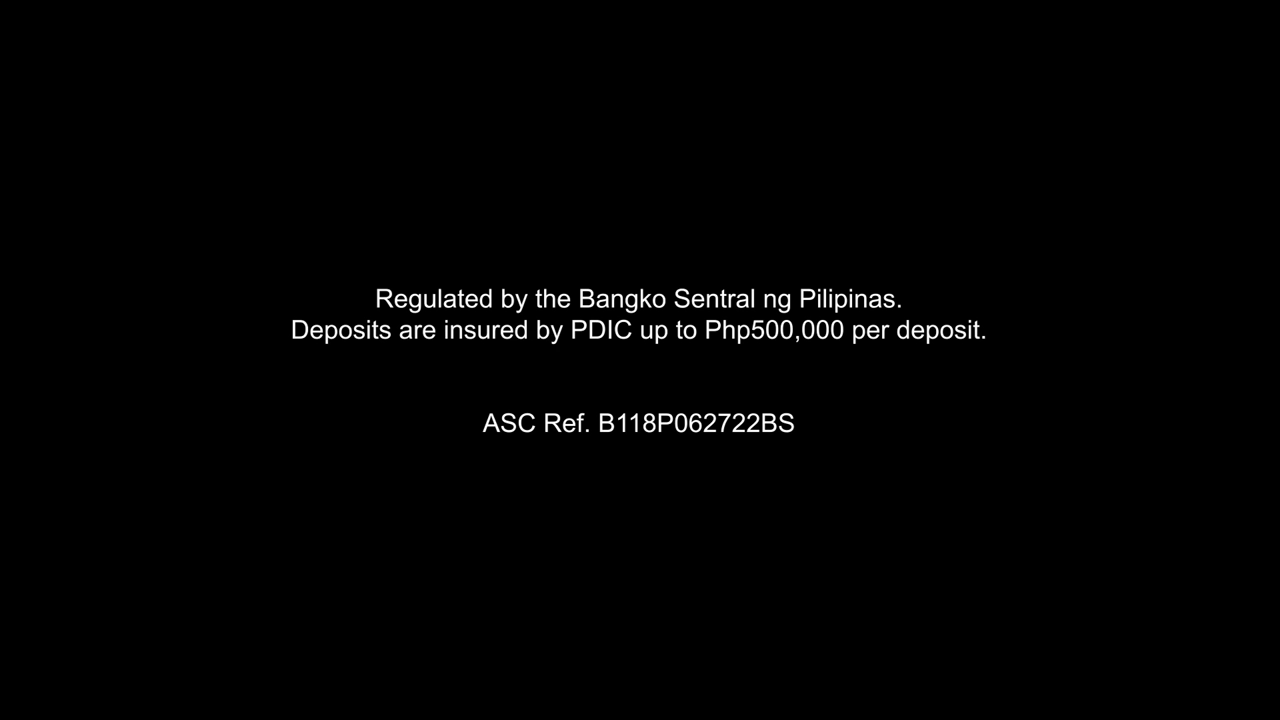 Regulated by the Bangko Sentral ng Pilipinas.
Deposits are insured by PDIC up to Php500,000 per deposit.
ASC Ref. B118P062722BS